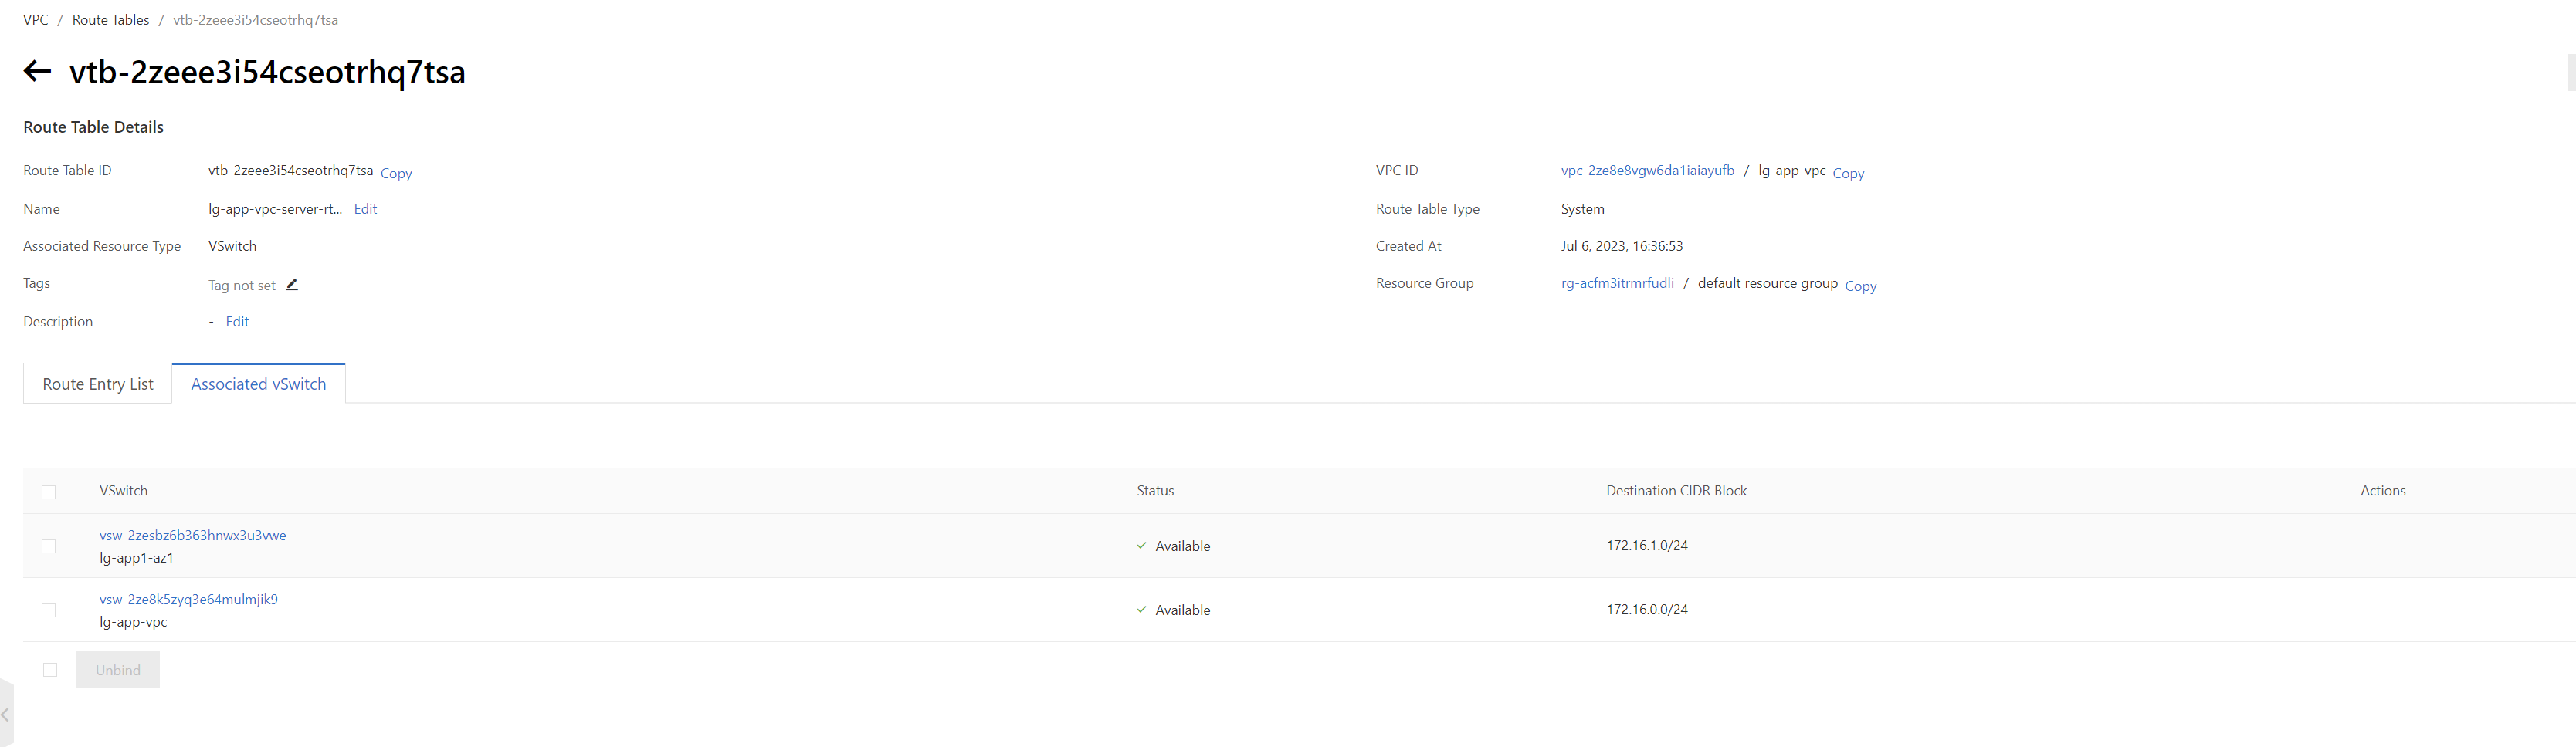 VPC / Route Tables / vtb-2zeee3i54cseotrhq7tsa
vtb-2zeee3i54cseotrhq7tsa
Route Table Details
Route Table ID vtb-2zeee3i54cseotrhq7tsa Copy VPC ID vpc-2ze8e8vgw6da1iaiayufb / lg-app-vpc Copy
Name lg-app-vpc-server-rt... Edit Route Table Type System
Associated Resource Type VSwitch Created At Jul 6, 2023, 16:36:53
Tags Tag not set Resource Group rg-acfm3itrmrfudli / default resource group Copy
Description - Edit
Route Entry List Associated vSwitch
VSwitch Status Destination CIDR Block Actions
vsw-2zesbz6b363hnwx3u3vwe
lg-app1-az1 Available 172.16.1.0/24 -
vsw-2ze8k5zyq3e64mulmjik9
lg-app-vpc Available 172.16.0.0/24 -
Unbind